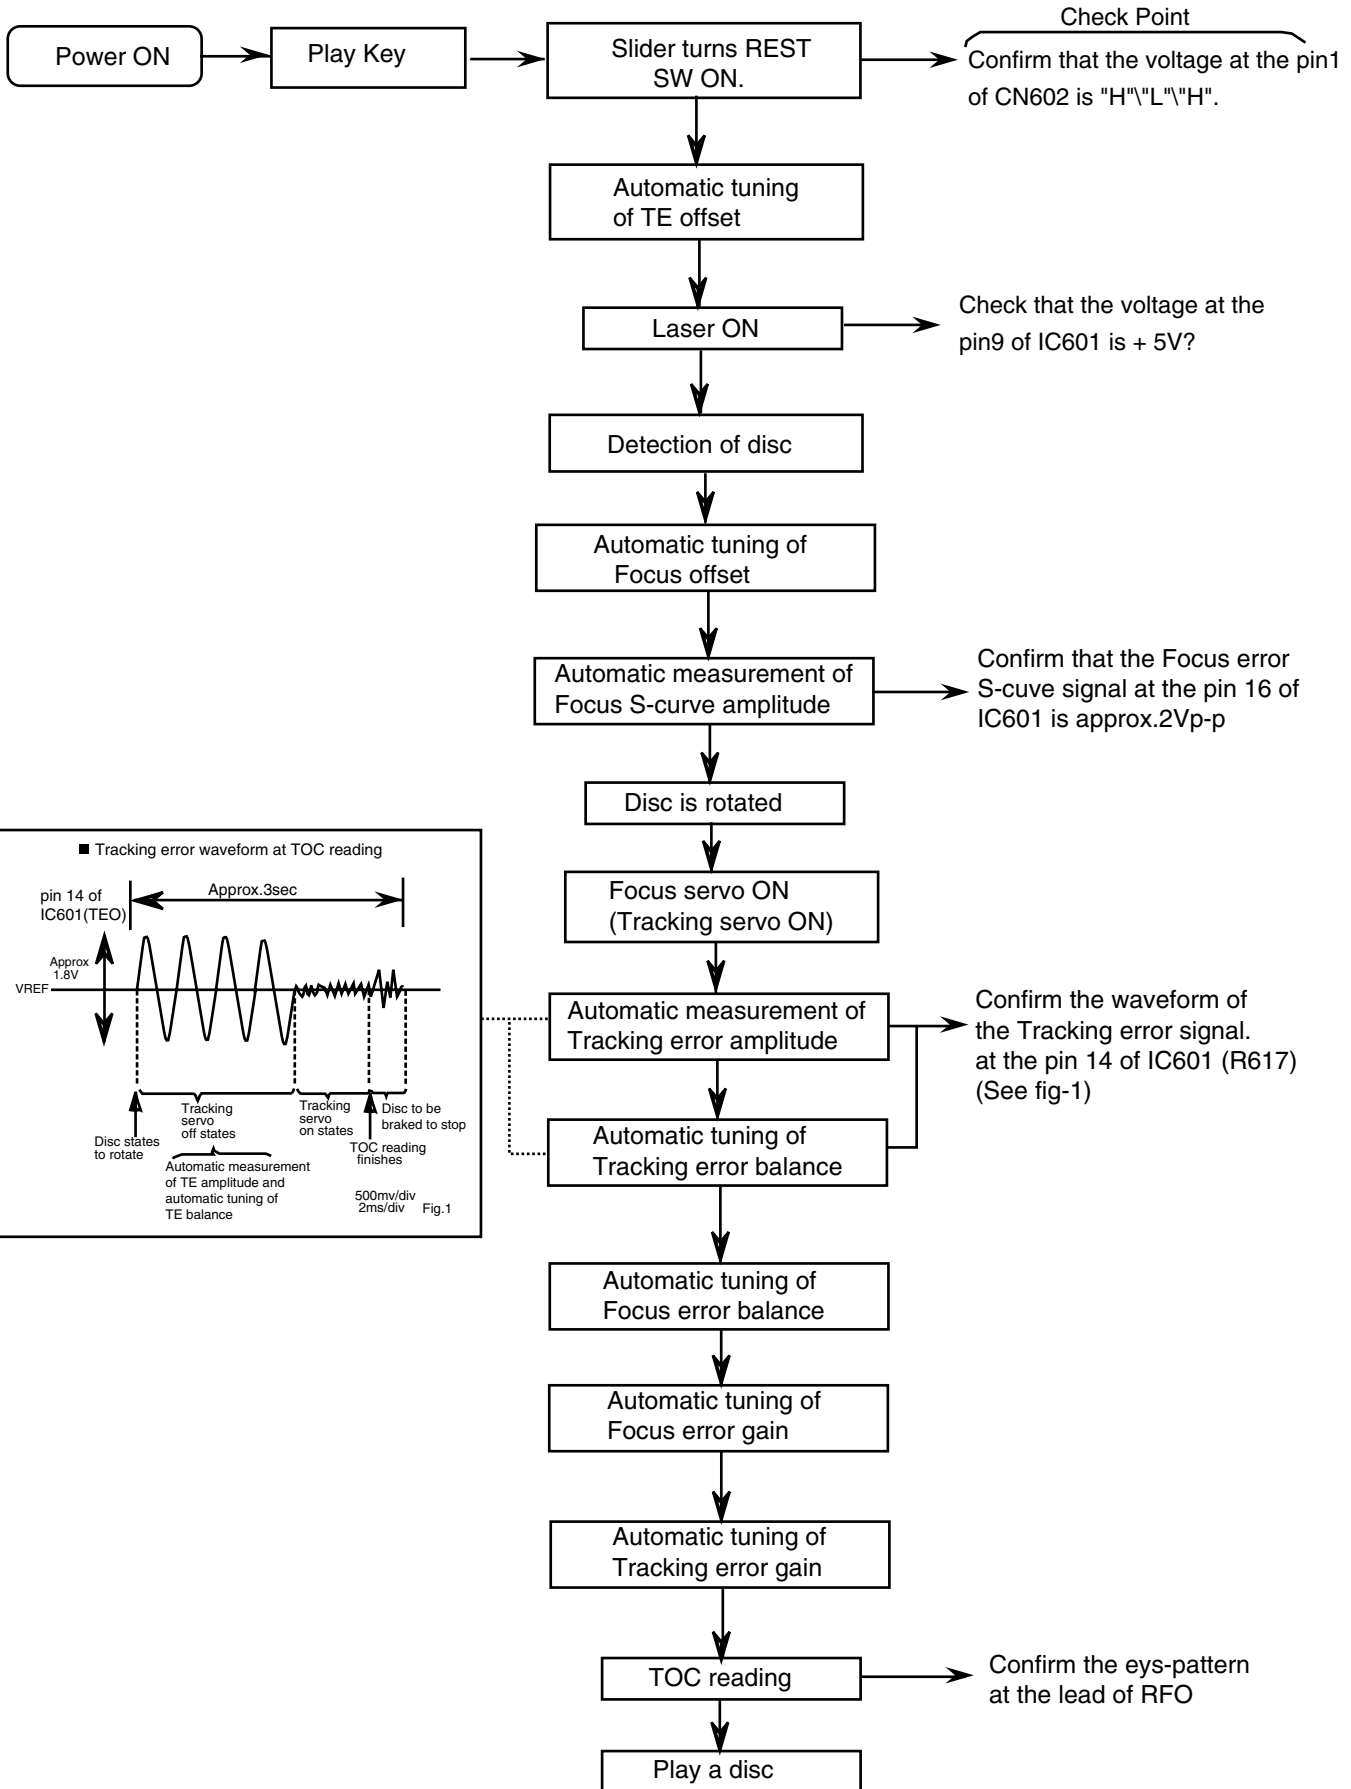 Check Point
Power ON
Play Key
Slider turns REST
SW ON.
Confirm that the voltage at the pin1
of CN602 is "H"\"L"\"H".
Automatic tuning
of TE offset
Laser ON
Check that the voltage at the
pin9 of IC601 is + 5V?
Detection of disc
Automatic tuning of
Focus offset
Automatic measurement of
Focus S-curve amplitude
Confirm that the Focus error
S-cuve signal at the pin 16 of
IC601 is approx.2Vp-p
Disc is rotated
Focus servo ON
(Tracking servo ON)
■ Tracking error waveform at TOC reading
pin 14 of
IC601(TEO)
Approx.3sec
Approx
1.8V
VREF
Disc states
to rotate
Tracking
servo
off states
Tracking
servo
on states
Disc to be
braked to stop
TOC reading
finishes
Automatic measurement
of TE amplitude and
automatic tuning of
TE balance
500mv/div
2ms/div
Fig.1
Automatic measurement of
Tracking error amplitude
Confirm the waveform of
the Tracking error signal.
at the pin 14 of IC601 (R617)
(See fig-1)
Automatic tuning of
Tracking error balance
Automatic tuning of
Focus error balance
Automatic tuning of
Focus error gain
Automatic tuning of
Tracking error gain
TOC reading
Confirm the eys-pattern
at the lead of RFO
Play a disc